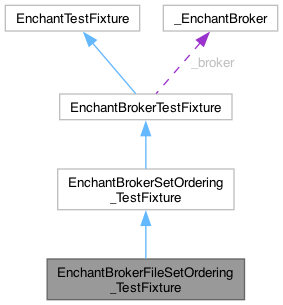 EnchantTestFixture
_EnchantBroker
_broker
EnchantBrokerTestFixture
EnchantBrokerSetOrdering
_TestFixture
EnchantBrokerFileSetOrdering
_TestFixture